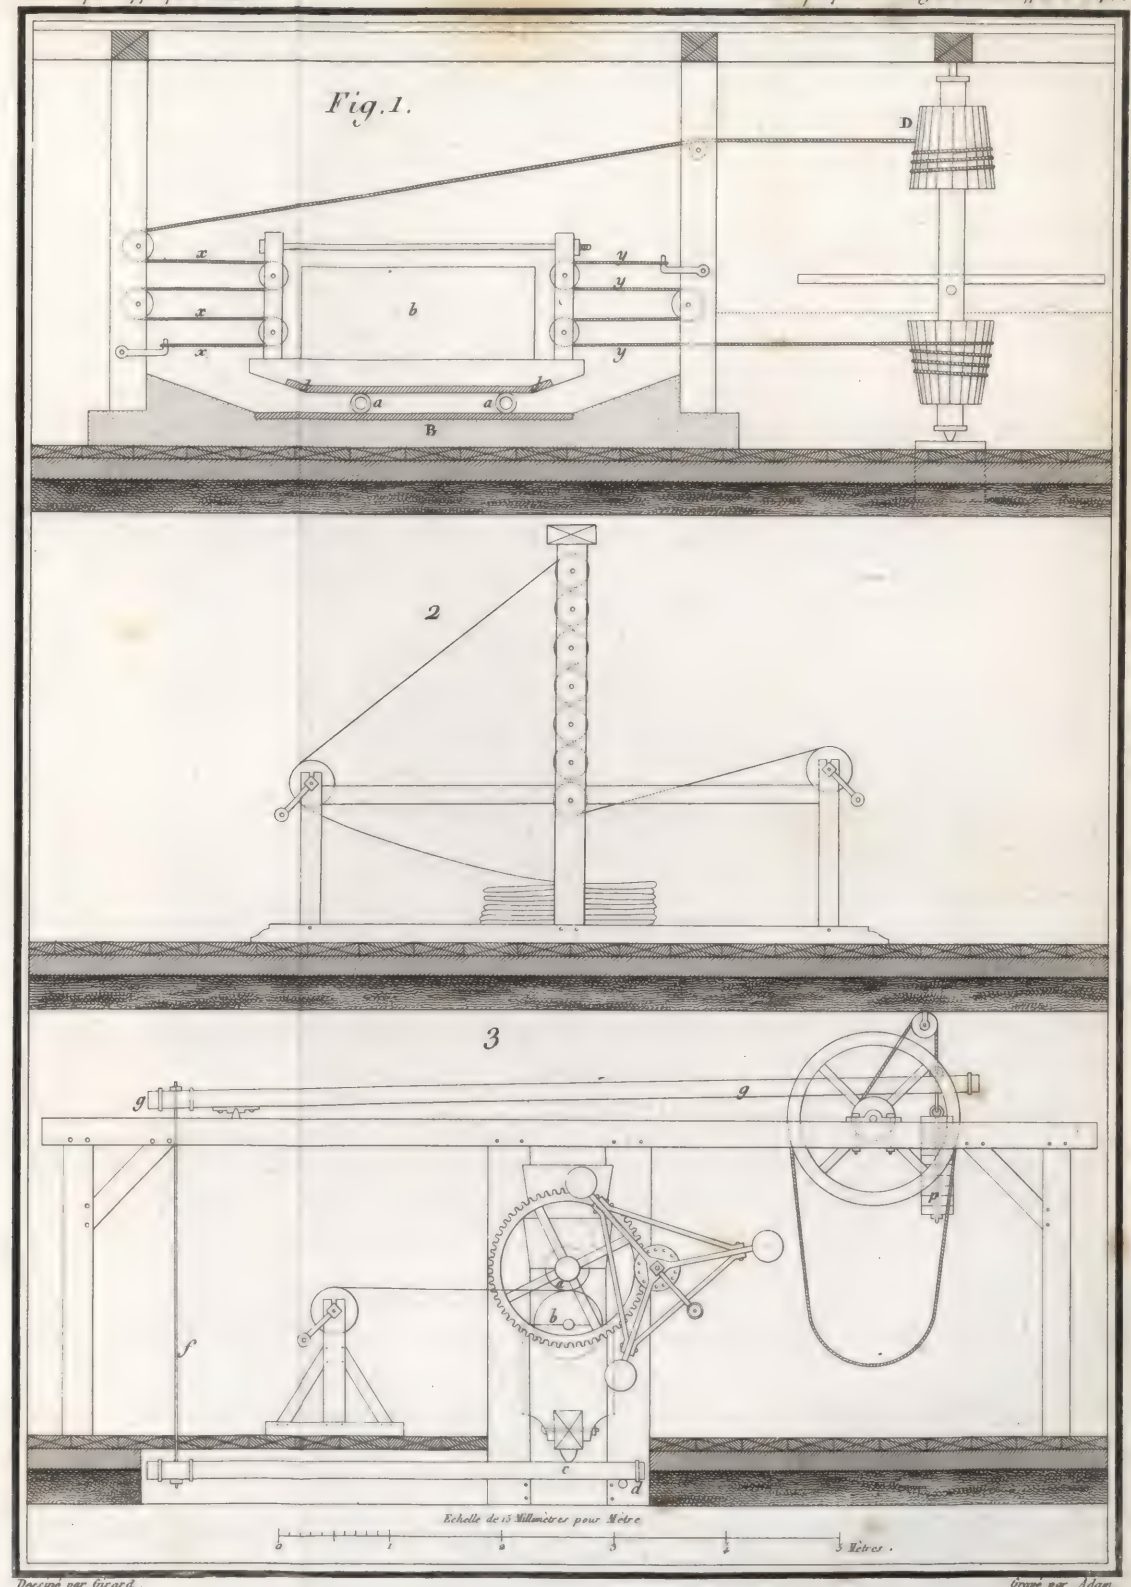 Fig. 1.
D
x
y
y
b
x
x
y
a
a
B
2
3
g
g
p
a
b
f
c
d
Echelle de 15 Millimètres pour Mètre
0 1 2 3 4 5 Mètres.
Dessiné par Girard.
Gravé par Adam